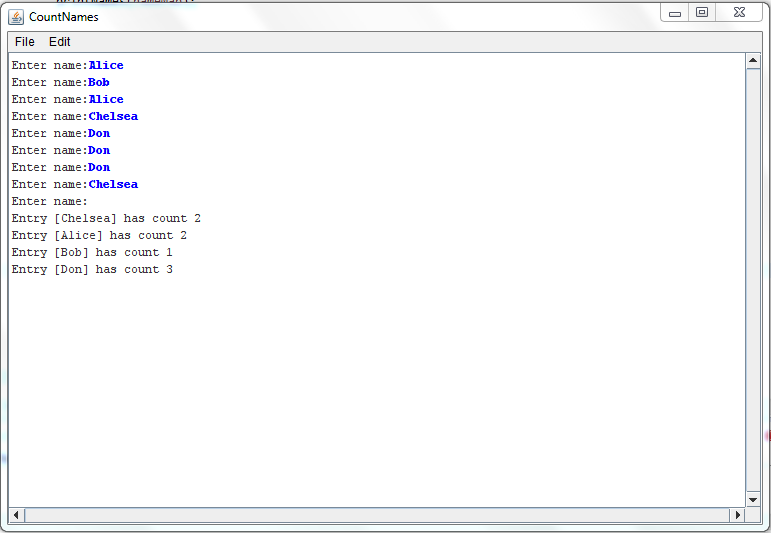 CountNames
File Edit
Enter name:Alice
Enter name:Bob
Enter name:Alice
Enter name:Chelsea
Enter name:Don
Enter name:Don
Enter name:Don
Enter name:Chelsea
Enter name:
Entry [Chelsea] has count 2
Entry [Alice] has count 2
Entry [Bob] has count 1
Entry [Don] has count 3